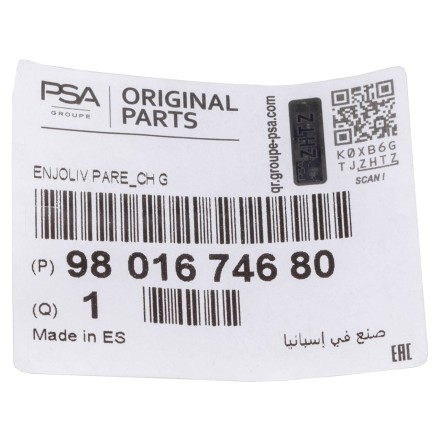 PSA
GROUPE
ORIGINAL
PARTS
qr.groupe-psa.com
PSA
ZHTZ
K0XB6G
TJZHTZ
SCAN!
ENJOLIV PARE_CH G
(P) 98 016 746 80
(Q) 1
Made in ES
صنع في إسبانيا
EAC